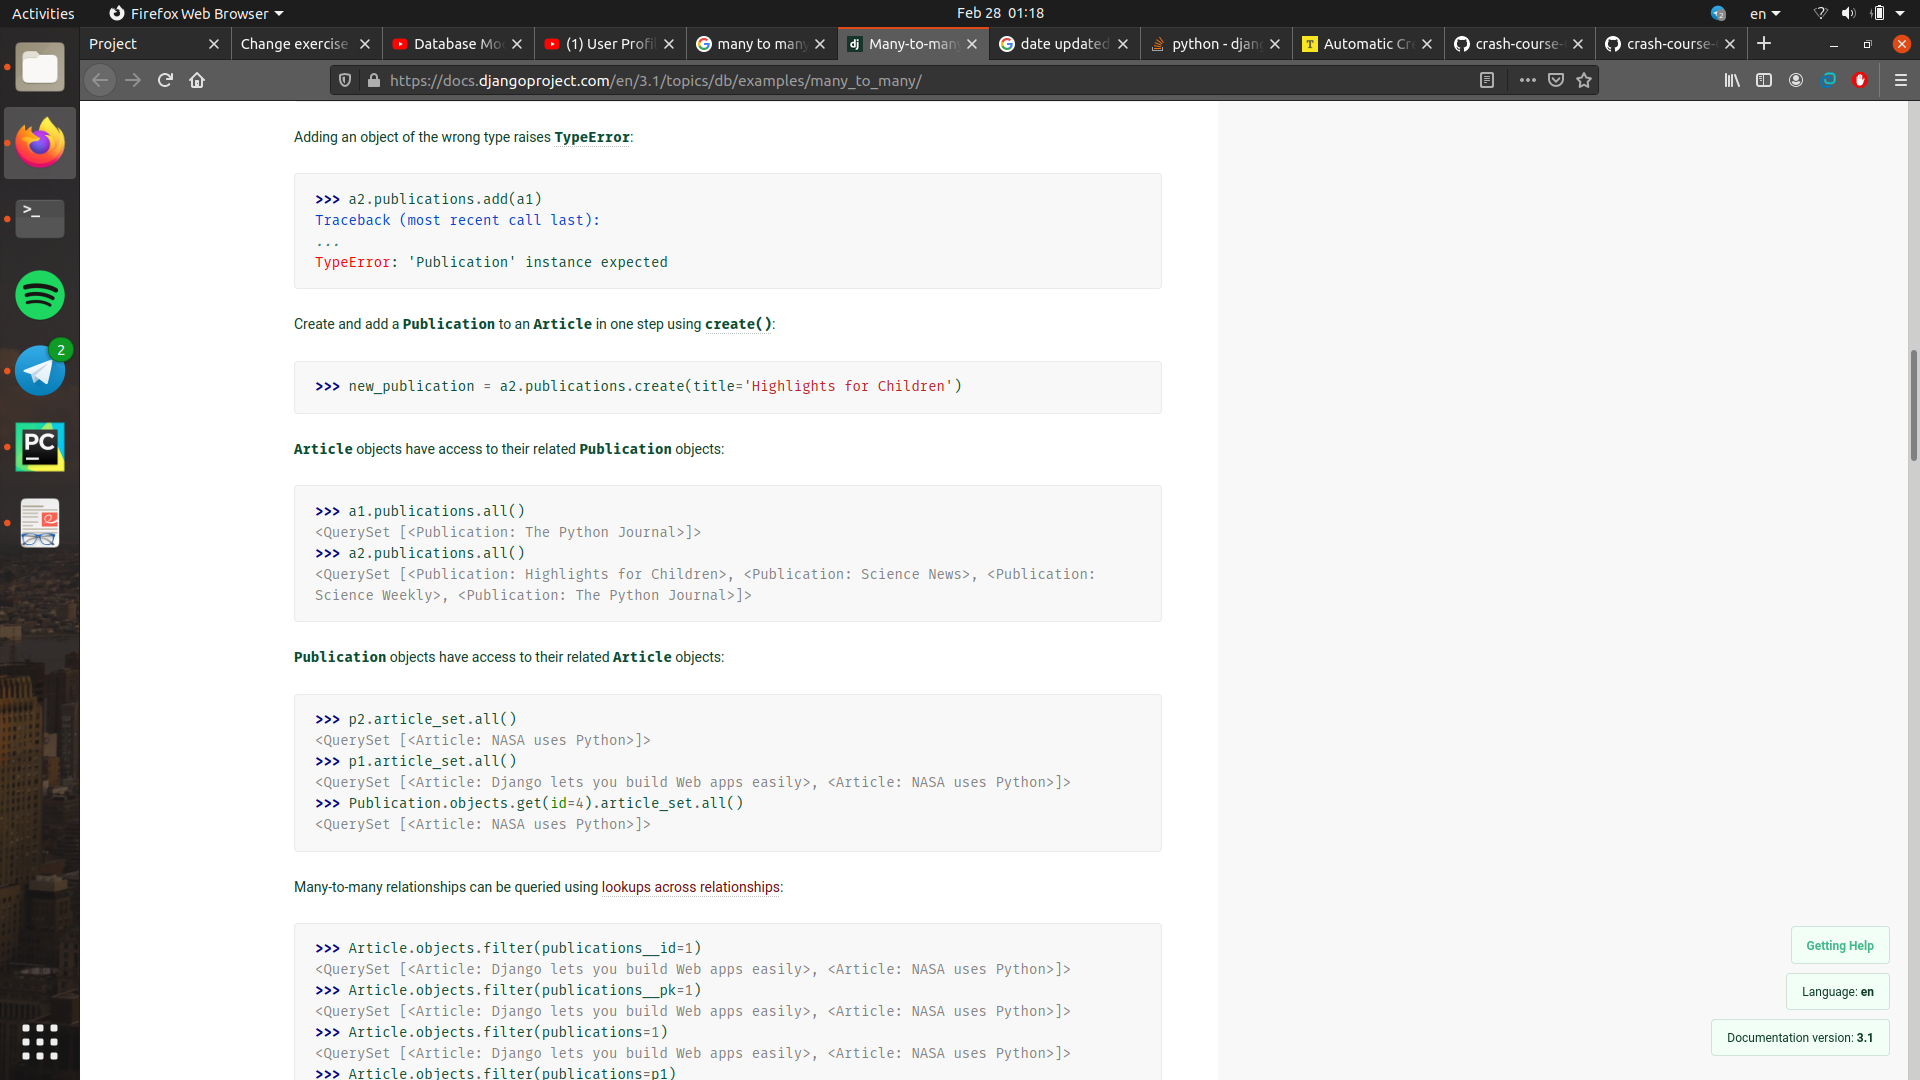 Activities
Firefox Web Browser
Feb 28 01:18
en
Project
Change exercise
Database Mo
(1) User Profi
many to many
Many-to-many
date updated
python - djan
Automatic Cr
crash-course-
crash-course-
https://docs.djangoproject.com/en/3.1/topics/db/examples/many_to_many/
Adding an object of the wrong type raises TypeError:
>>> a2.publications.add(a1)
Traceback (most recent call last):
...
TypeError: 'Publication' instance expected
Create and add a Publication to an Article in one step using create():
>>> new_publication = a2.publications.create(title='Highlights for Children')
Article objects have access to their related Publication objects:
>>> a1.publications.all()
<QuerySet [<Publication: The Python Journal>]>
>>> a2.publications.all()
<QuerySet [<Publication: Highlights for Children>, <Publication: Science News>, <Publication:
Science Weekly>, <Publication: The Python Journal>]>
Publication objects have access to their related Article objects:
>>> p2.article_set.all()
<QuerySet [<Article: NASA uses Python>]>
>>> p1.article_set.all()
<QuerySet [<Article: Django lets you build Web apps easily>, <Article: NASA uses Python>]>
>>> Publication.objects.get(id=4).article_set.all()
<QuerySet [<Article: NASA uses Python>]>
Many-to-many relationships can be queried using lookups across relationships:
>>> Article.objects.filter(publications__id=1)
<QuerySet [<Article: Django lets you build Web apps easily>, <Article: NASA uses Python>]>
>>> Article.objects.filter(publications__pk=1)
<QuerySet [<Article: Django lets you build Web apps easily>, <Article: NASA uses Python>]>
>>> Article.objects.filter(publications=1)
<QuerySet [<Article: Django lets you build Web apps easily>, <Article: NASA uses Python>]>
>>> Article.objects.filter(publications=p1)
Getting Help
Language: en
Documentation version: 3.1
2
PC